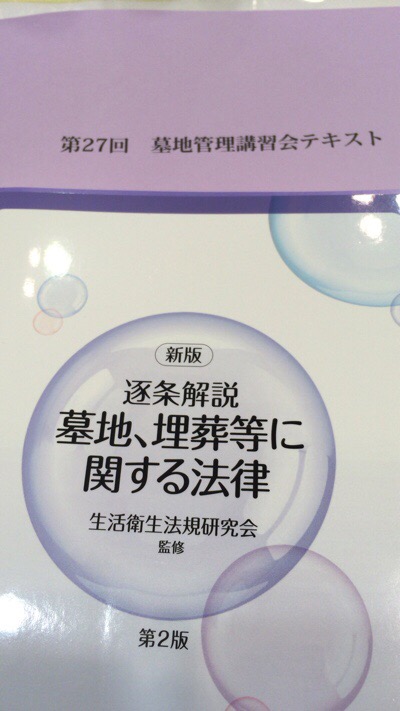 第27回 墓地管理講習会テキスト
新版
逐条解説
墓地、埋葬等に
関する法律
生活衛生法規研究会
監修
第2版